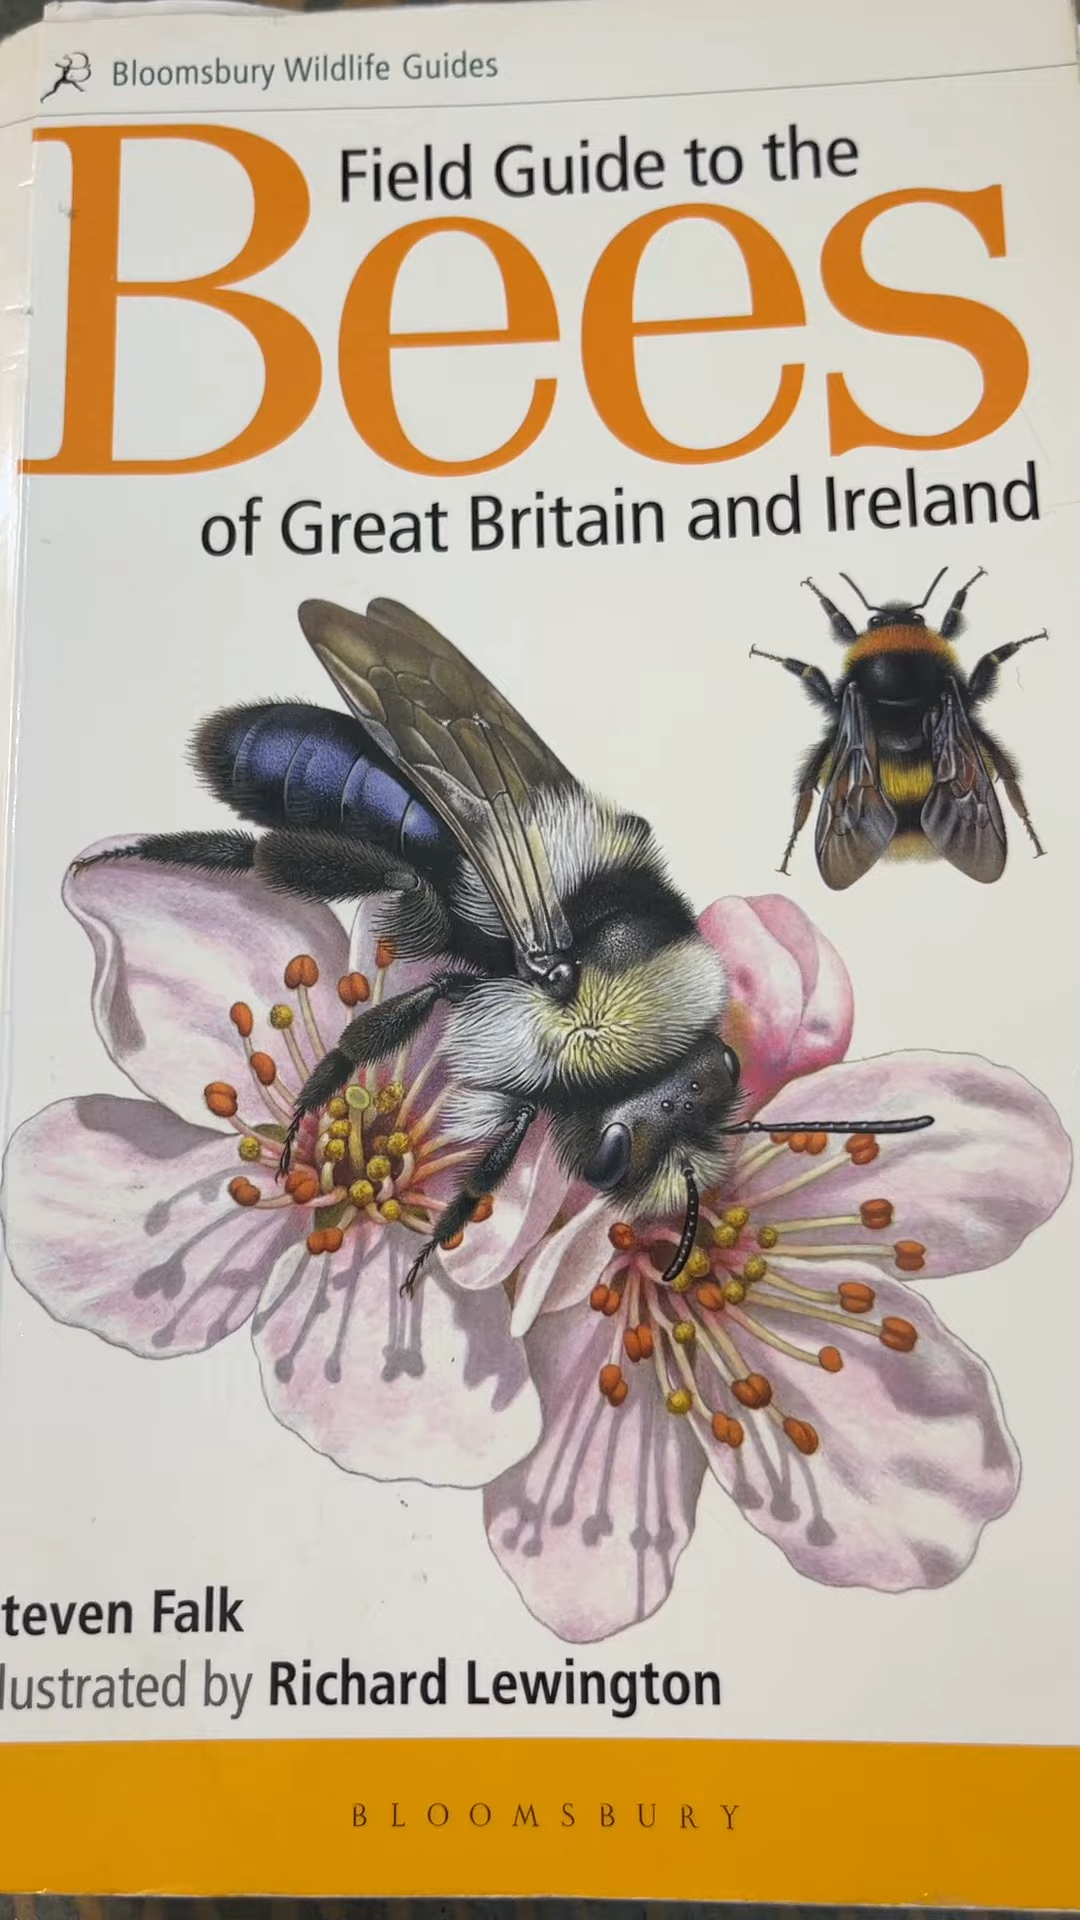 Bloomsbury Wildlife Guides
Field Guide to the
Bees
of Great Britain and Ireland
teven Falk
lustrated by Richard Lewington
BLOOMSBURY